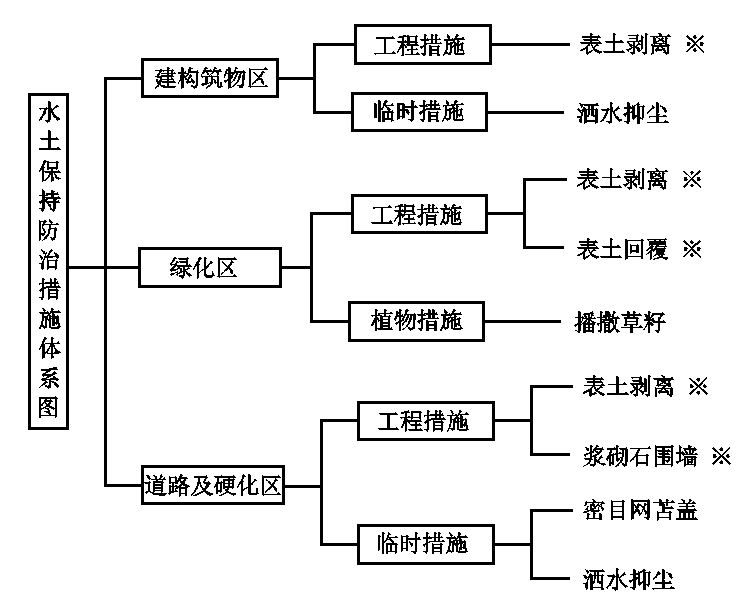 水土保持防治措施体系图
建构筑物区
工程措施
表土剥离 ※
临时措施
洒水抑尘
绿化区
工程措施
表土剥离 ※
表土回覆 ※
植物措施
播撒草籽
道路及硬化区
工程措施
表土剥离 ※
浆砌石围墙 ※
临时措施
密目网苫盖
洒水抑尘